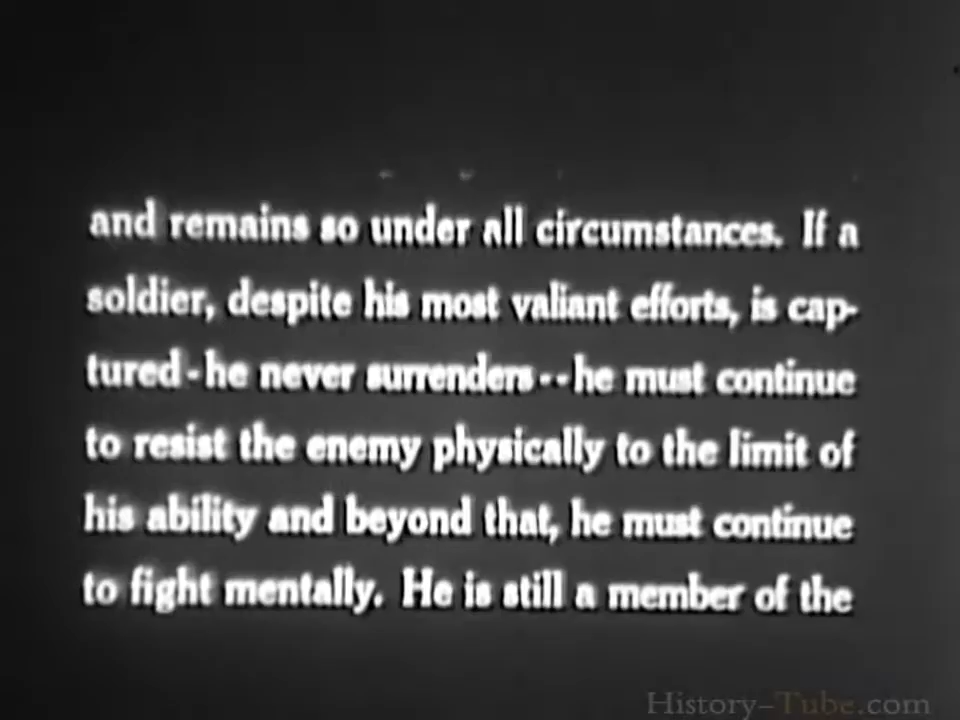 and remains so under all circumstances. If a
soldier, despite his most valiant efforts, is cap-
tured - he never surrenders - - he must continue
to resist the enemy physically to the limit of
his ability and beyond that, he must continue
to fight mentally. He is still a member of the
History-Tube.com